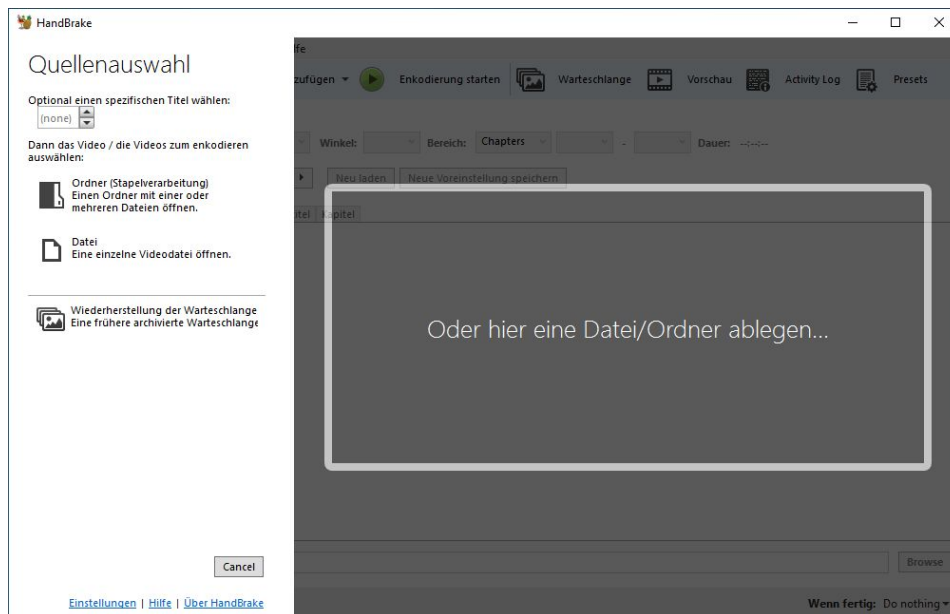 HandBrake
Quellenauswahl
Optional einen spezifischen Titel wählen:
(none)
Dann das Video / die Videos zum enkodieren
auswählen:
Ordner (Stapelverarbeitung)
Einen Ordner mit einer oder
mehreren Dateien öffnen.
Datei
Eine einzelne Videodatei öffnen.
Wiederherstellung der Warteschlange
Eine frühere archivierte Warteschlange
Cancel
Einstellungen | Hilfe | Über HandBrake
lfe
zufügen Enkodierung starten Warteschlange Vorschau Activity Log Presets
Winkel: Bereich: Chapters - Dauer: --:--:--
Neu laden Neue Voreinstellung speichern
itel Kapitel
Oder hier eine Datei/Ordner ablegen...
Browse
Wenn fertig: Do nothing